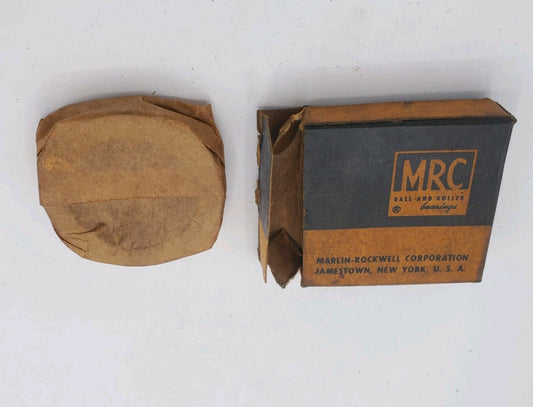 MRC
BALL AND ROLLER
bearings
®
MARLIN-ROCKWELL CORPORATION
JAMESTOWN, NEW YORK, U. S. A.